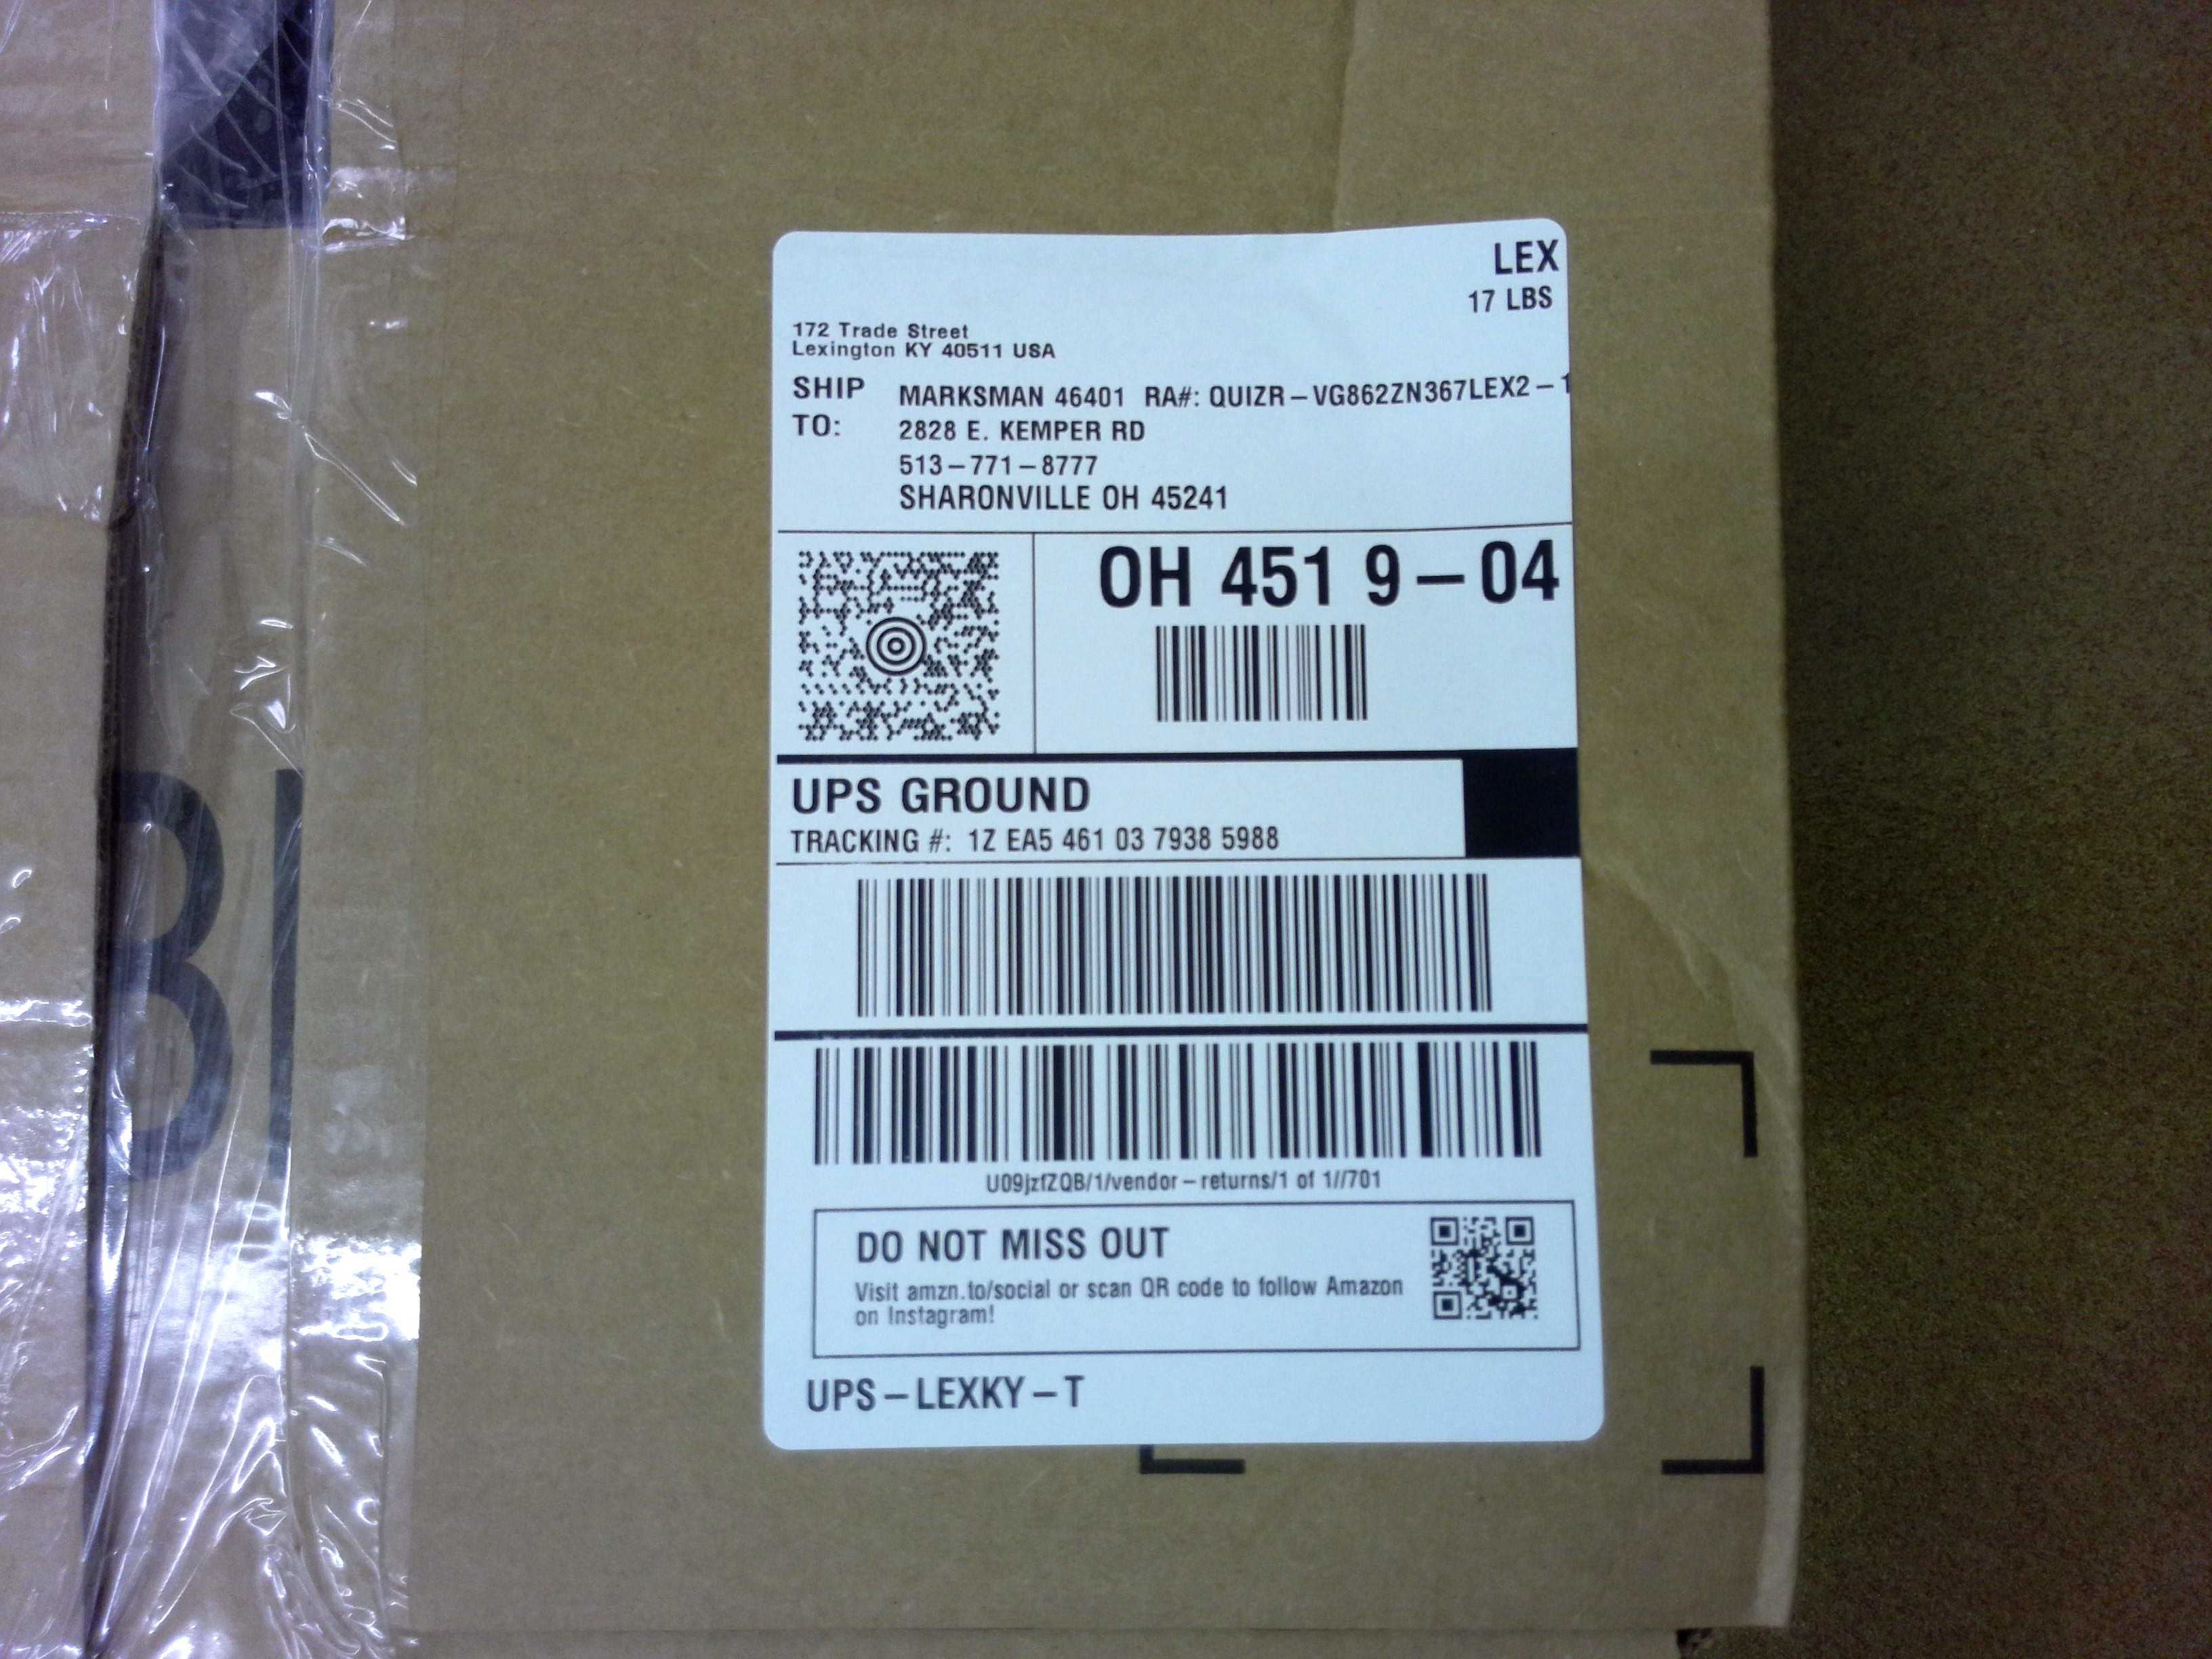 LEX
17 LBS
172 Trade Street
Lexington KY 40511 USA
SHIP TO:
MARKSMAN 46401 RA#: QUIZR-VG862ZN367LEX2-1
2828 E. KEMPER RD
513-771-8777
SHARONVILLE OH 45241
OH 451 9-04
UPS GROUND
TRACKING #: 1Z EA5 461 03 7938 5988
U09jzfZQB/1/vendor-returns/1 of 1//701
DO NOT MISS OUT
Visit amzn.to/social or scan QR code to follow Amazon
on Instagram!
UPS-LEXKY-T